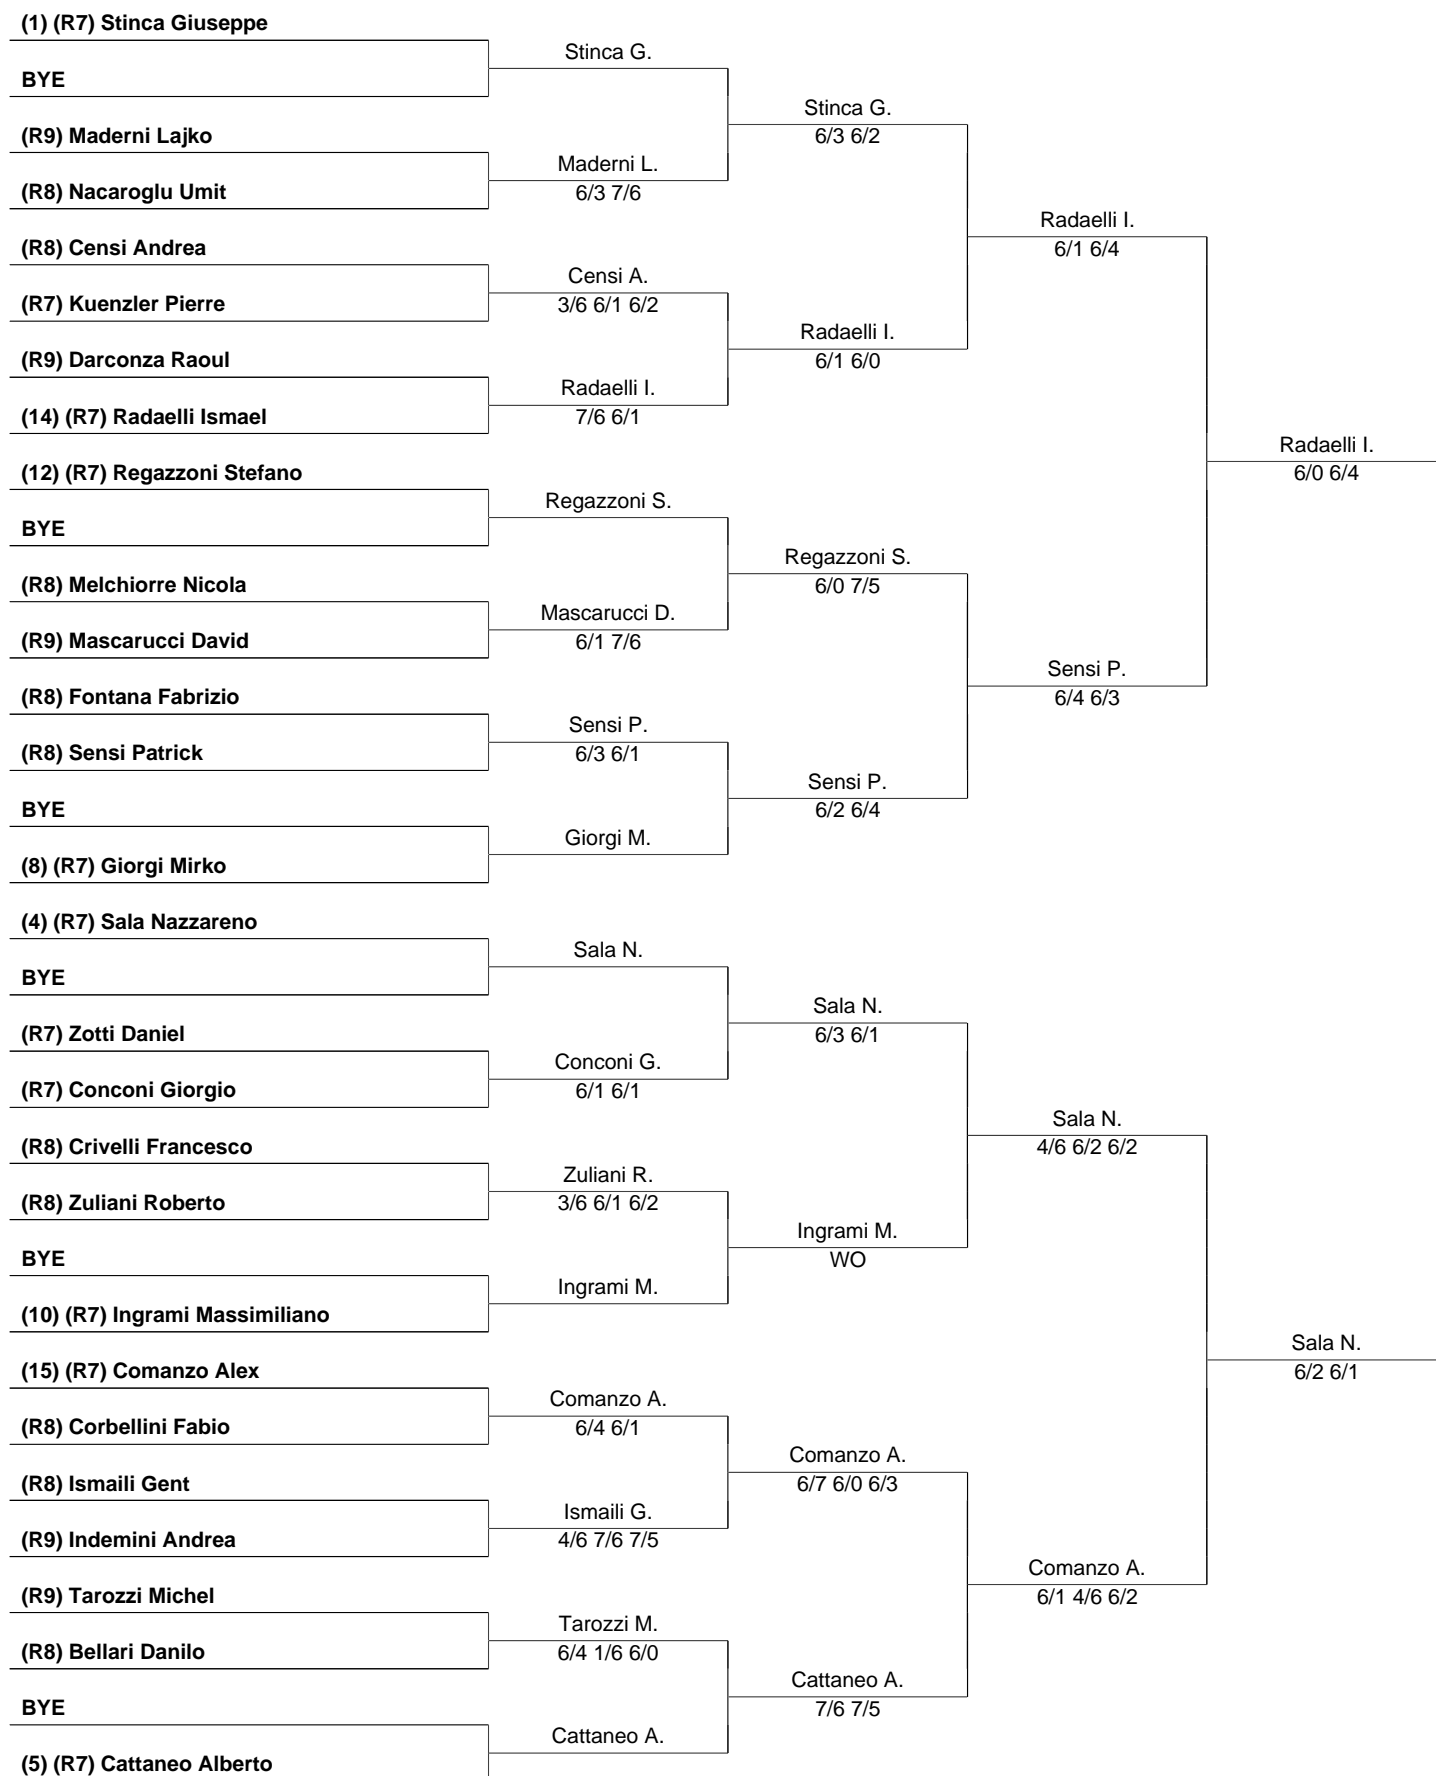 (1) (R7) Stinca Giuseppe
BYE
(R9) Maderni Lajko
(R8) Nacaroglu Umit
(R8) Censi Andrea
(R7) Kuenzler Pierre
(R9) Darconza Raoul
(14) (R7) Radaelli Ismael
(12) (R7) Regazzoni Stefano
BYE
(R8) Melchiorre Nicola
(R9) Mascarucci David
(R8) Fontana Fabrizio
(R8) Sensi Patrick
BYE
(8) (R7) Giorgi Mirko
(4) (R7) Sala Nazzareno
BYE
(R7) Zotti Daniel
(R7) Conconi Giorgio
(R8) Crivelli Francesco
(R8) Zuliani Roberto
BYE
(10) (R7) Ingrami Massimiliano
(15) (R7) Comanzo Alex
(R8) Corbellini Fabio
(R8) Ismaili Gent
(R9) Indemini Andrea
(R9) Tarozzi Michel
(R8) Bellari Danilo
BYE
(5) (R7) Cattaneo Alberto
Stinca G.
Maderni L.
6/3 7/6
Censi A.
3/6 6/1 6/2
Radaelli I.
7/6 6/1
Regazzoni S.
Mascarucci D.
6/1 7/6
Sensi P.
6/3 6/1
Giorgi M.
Sala N.
Conconi G.
6/1 6/1
Zuliani R.
3/6 6/1 6/2
Ingrami M.
Comanzo A.
6/4 6/1
Ismaili G.
4/6 7/6 7/5
Tarozzi M.
6/4 1/6 6/0
Cattaneo A.
Stinca G.
6/3 6/2
Radaelli I.
6/1 6/0
Regazzoni S.
6/0 7/5
Sensi P.
6/2 6/4
Sala N.
6/3 6/1
Ingrami M.
WO
Comanzo A.
6/7 6/0 6/3
Cattaneo A.
7/6 7/5
Radaelli I.
6/1 6/4
Sensi P.
6/4 6/3
Sala N.
4/6 6/2 6/2
Comanzo A.
6/1 4/6 6/2
Radaelli I.
6/0 6/4
Sala N.
6/2 6/1